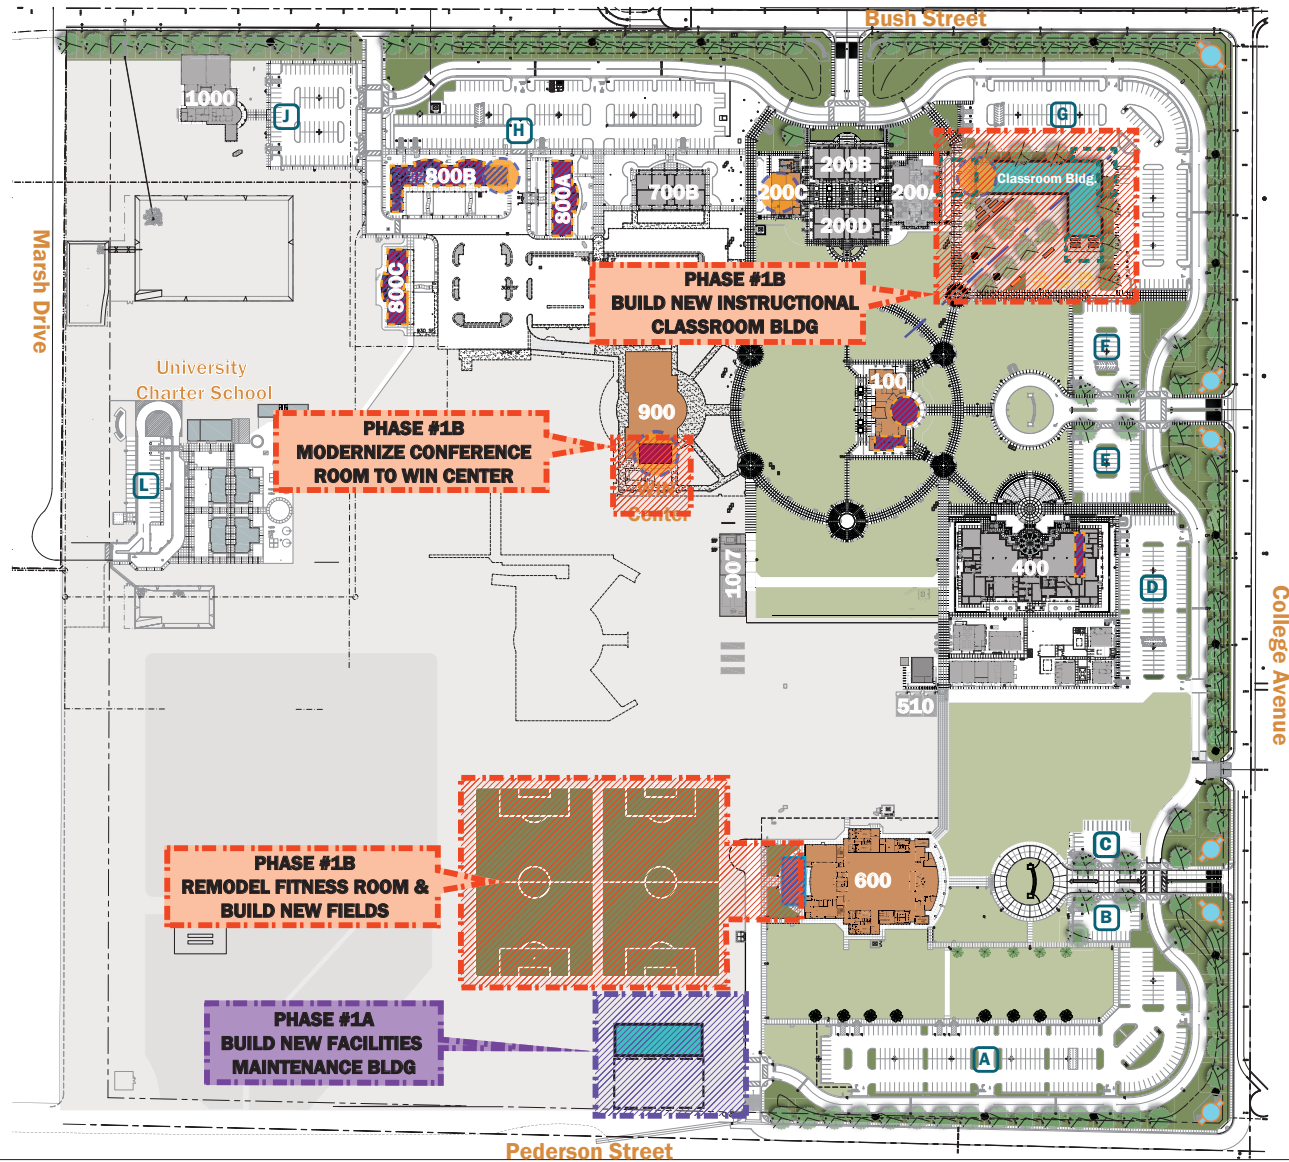 Bush Street
1000
J
H
G
800B
800A
700B
200C
200B
200A
200D
Classroom Bldg.
Marsh Drive
800C
PHASE #1B
BUILD NEW INSTRUCTIONAL
CLASSROOM BLDG
F
University
Charter School
100
900
PHASE #1B
MODERNIZE CONFERENCE
ROOM TO WIN CENTER
E
L
Center
1007
400
D
College Avenue
510
C
PHASE #1B
REMODEL FITNESS ROOM &
BUILD NEW FIELDS
600
B
PHASE #1A
BUILD NEW FACILITIES
MAINTENANCE BLDG
A
Pederson Street